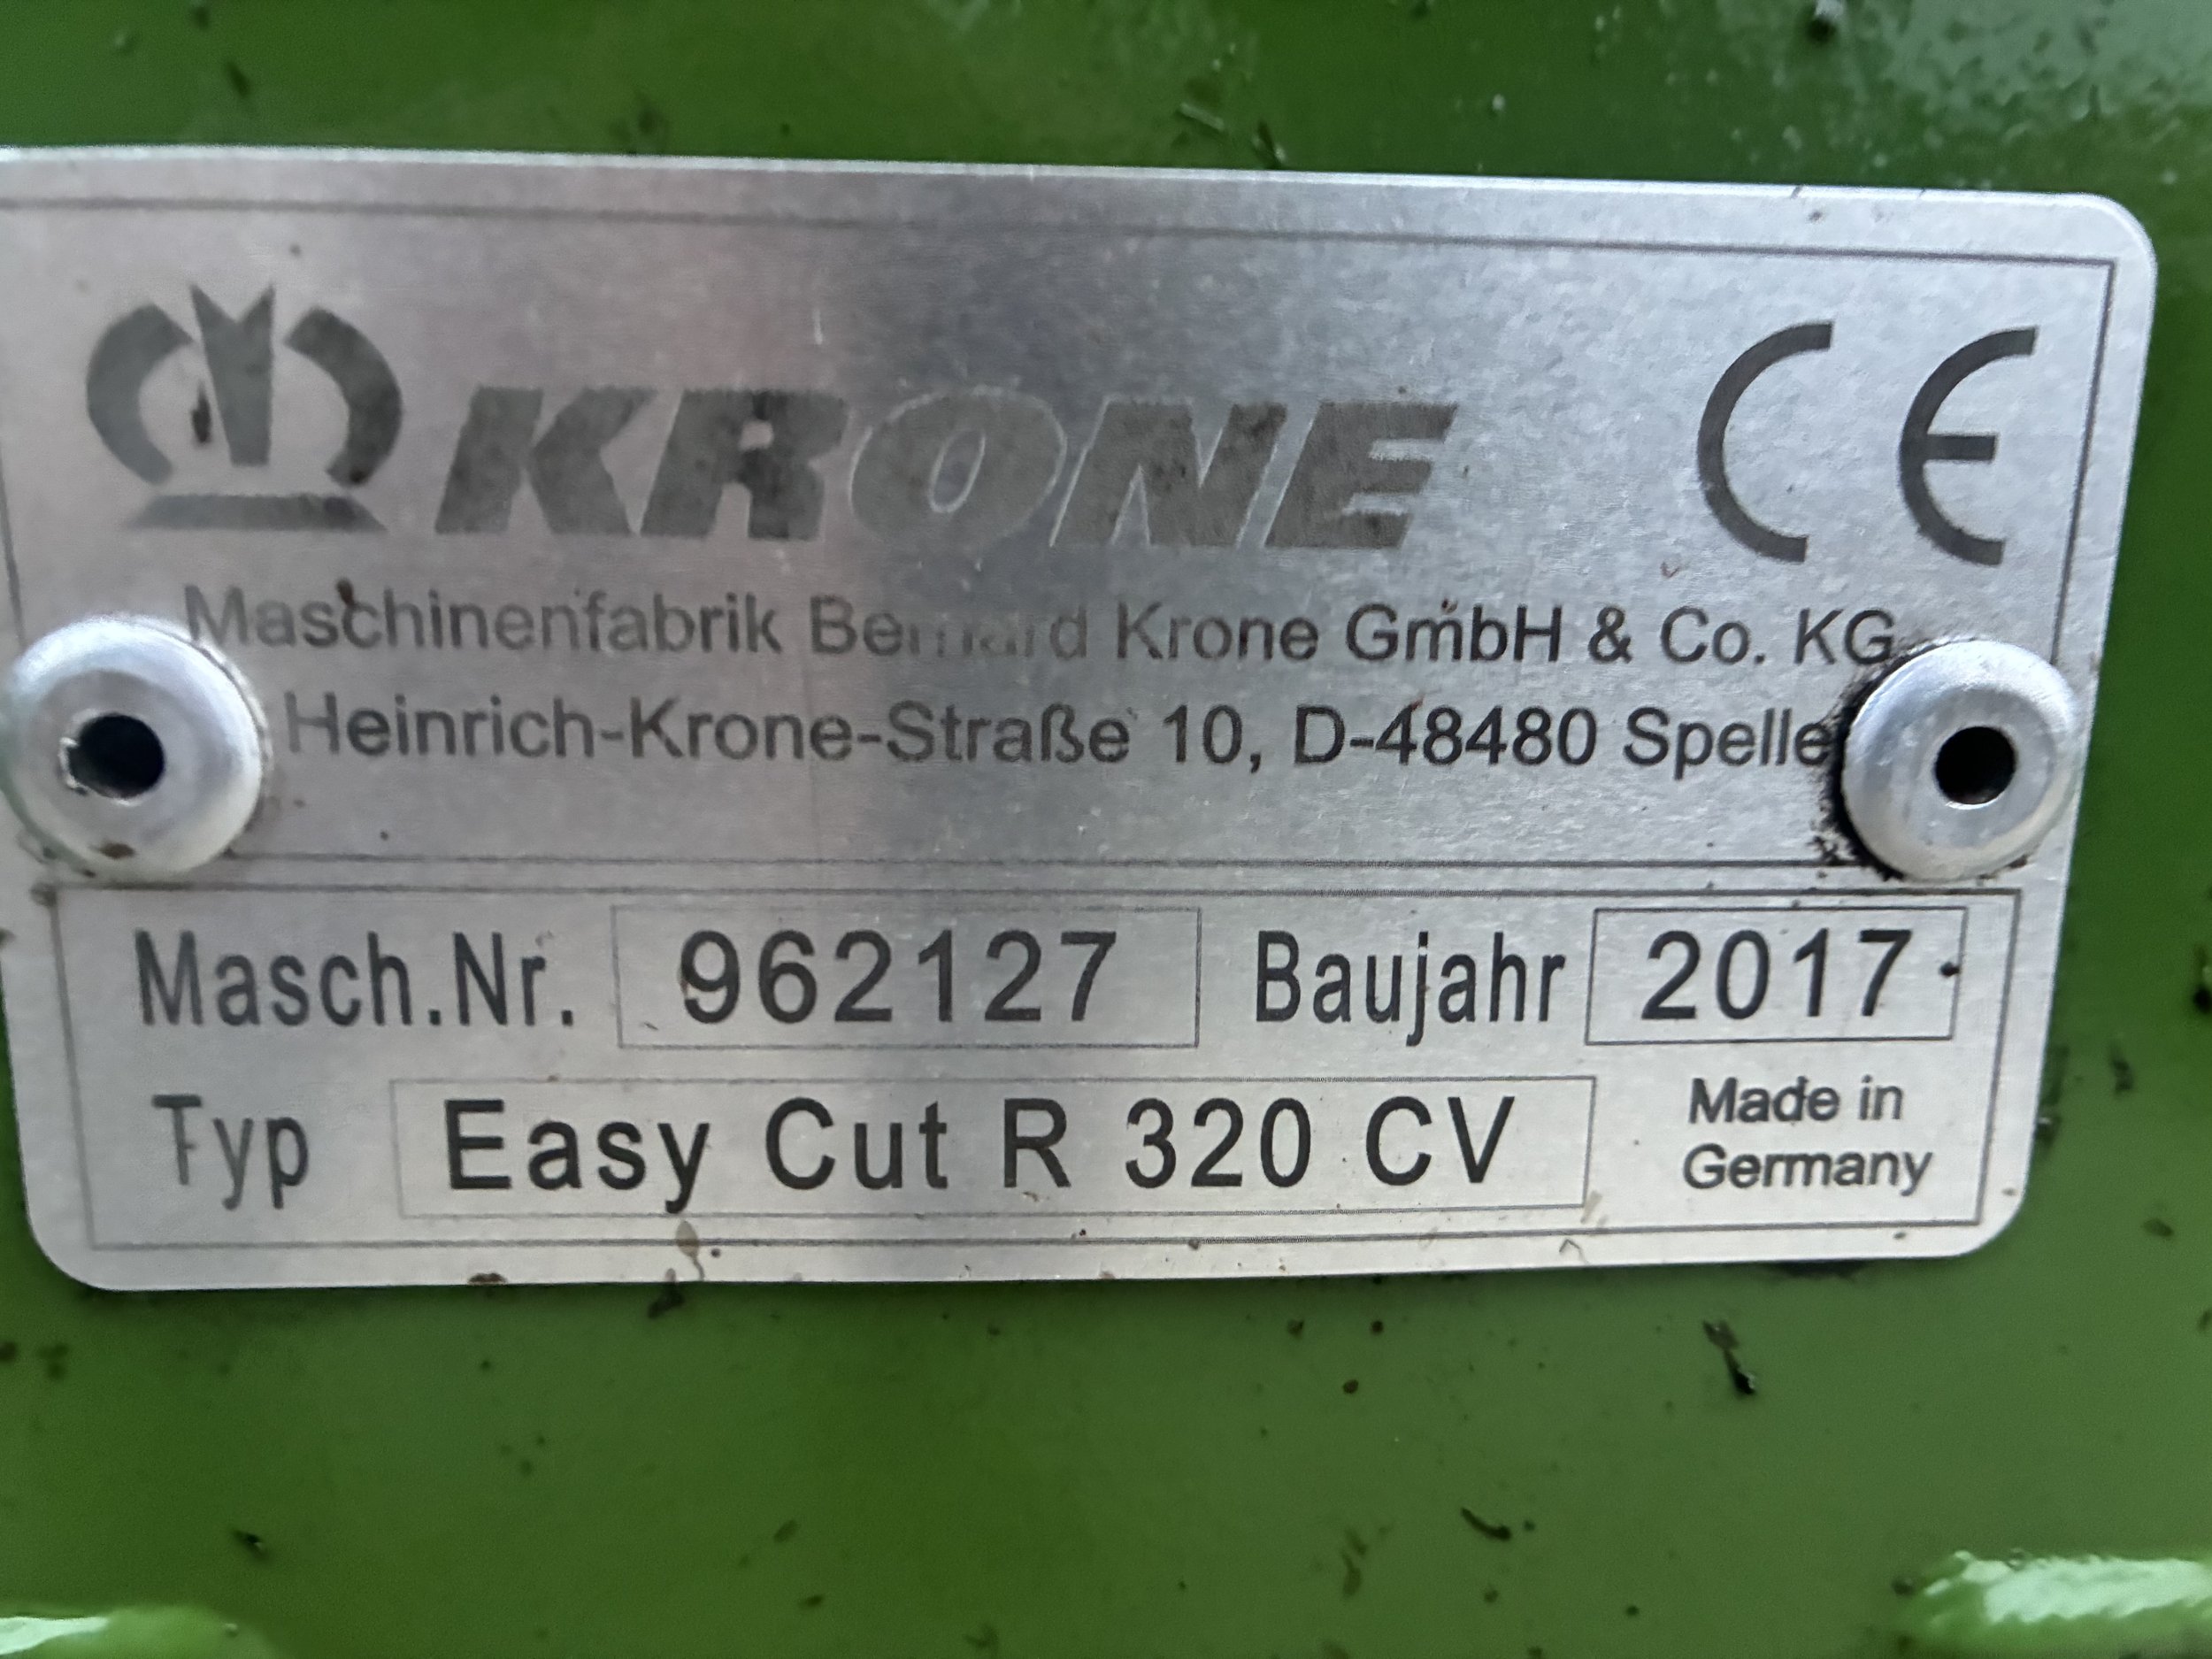 KRONE CE
Maschinenfabrik Bernard Krone GmbH & Co. KG
Heinrich-Krone-Straße 10, D-48480 Spelle
Masch.Nr. 962127 Baujahr 2017
Typ Easy Cut R 320 CV Made in
Germany